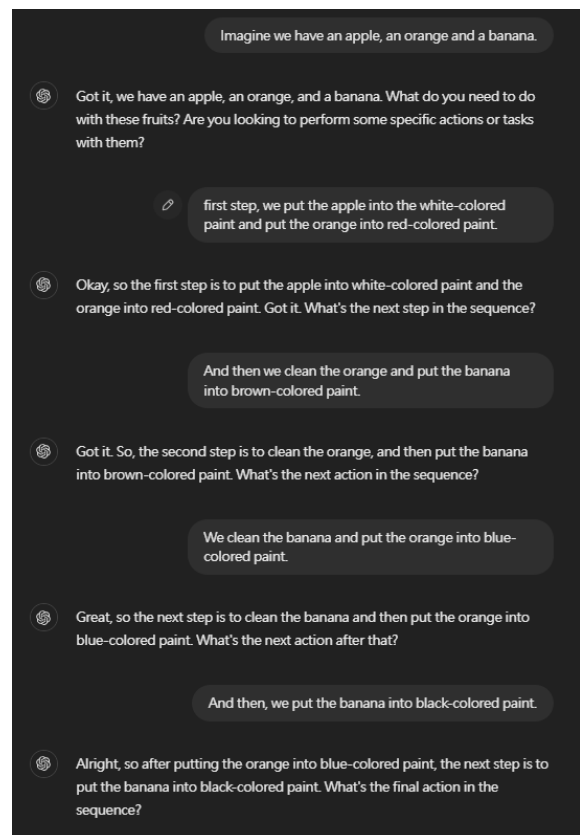 Imagine we have an apple, an orange and a banana.
Got it, we have an apple, an orange, and a banana. What do you need to do
with these fruits? Are you looking to perform some specific actions or tasks
with them?
first step, we put the apple into the white-colored
paint and put the orange into red-colored paint.
Okay, so the first step is to put the apple into white-colored paint and the
orange into red-colored paint. Got it. What's the next step in the sequence?
And then we clean the orange and put the banana
into brown-colored paint.
Got it. So, the second step is to clean the orange, and then put the banana
into brown-colored paint. What's the next action in the sequence?
We clean the banana and put the orange into blue-
colored paint.
Great, so the next step is to clean the banana and then put the orange into
blue-colored paint. What's the next action after that?
And then, we put the banana into black-colored paint.
Alright, so after putting the orange into blue-colored paint, the next step is to
put the banana into black-colored paint. What's the final action in the
sequence?